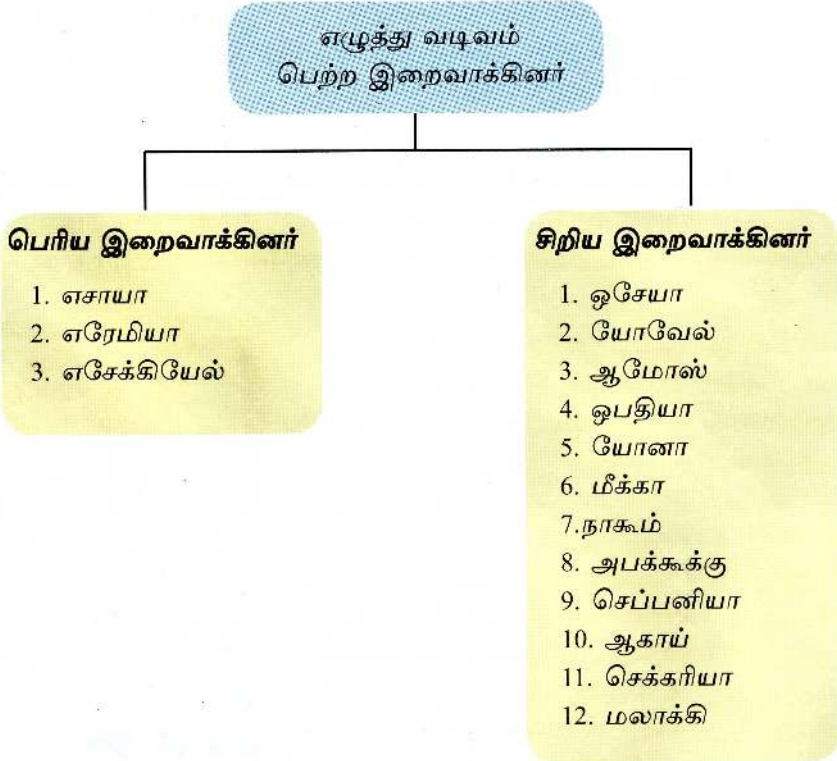 எழுத்து வடிவம்
பெற்ற இறைவாக்கினர்
பெரிய இறைவாக்கினர்
1. எசாயா
2. எரேமியா
3. எசேக்கியேல்
சிறிய இறைவாக்கினர்
1. ஒசேயா
2. யோவேல்
3. ஆமோஸ்
4. ஒபதியா
5. யோனா
6. மீக்கா
7.நாகூம்
8. அபக்கூக்கு
9. செப்பனியா
10. ஆகாய்
11. செக்கரியா
12. மலாக்கி